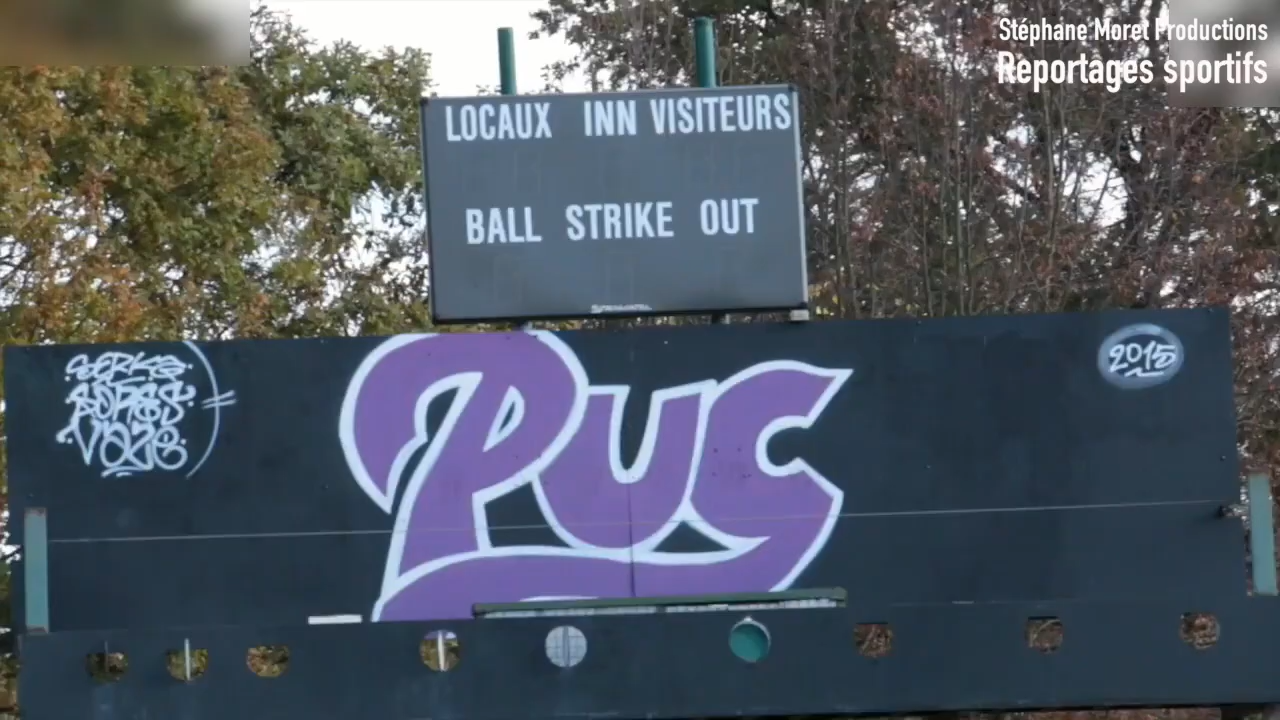 Stéphane Moret Productions
Reportages sportifs
LOCAUX INN VISITEURS
BALL STRIKE OUT
PUC
2015